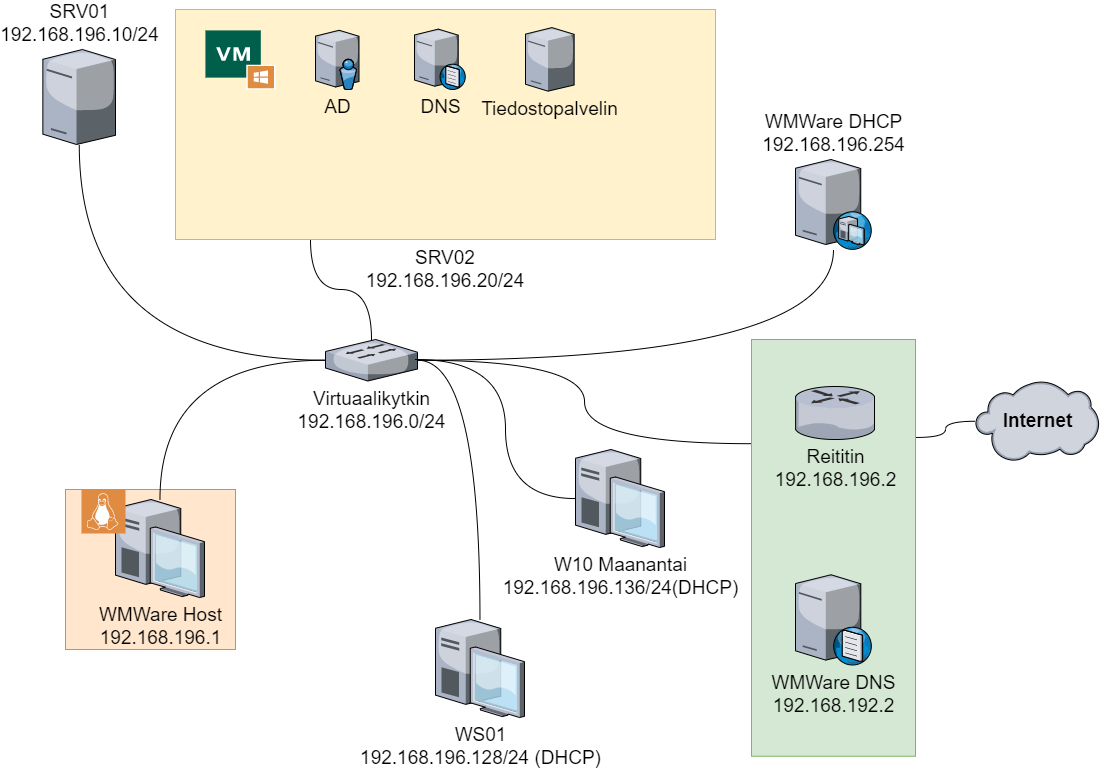 SRV01
192.168.196.10/24
VM
AD
DNS
Tiedostopalvelin
WMWare DHCP
192.168.196.254
SRV02
192.168.196.20/24
Virtuaalikytkin
192.168.196.0/24
Internet
Reititin
192.168.196.2
W10 Maanantai
192.168.196.136/24(DHCP)
WMWare Host
192.168.196.1
WMWare DNS
192.168.192.2
WS01
192.168.196.128/24 (DHCP)